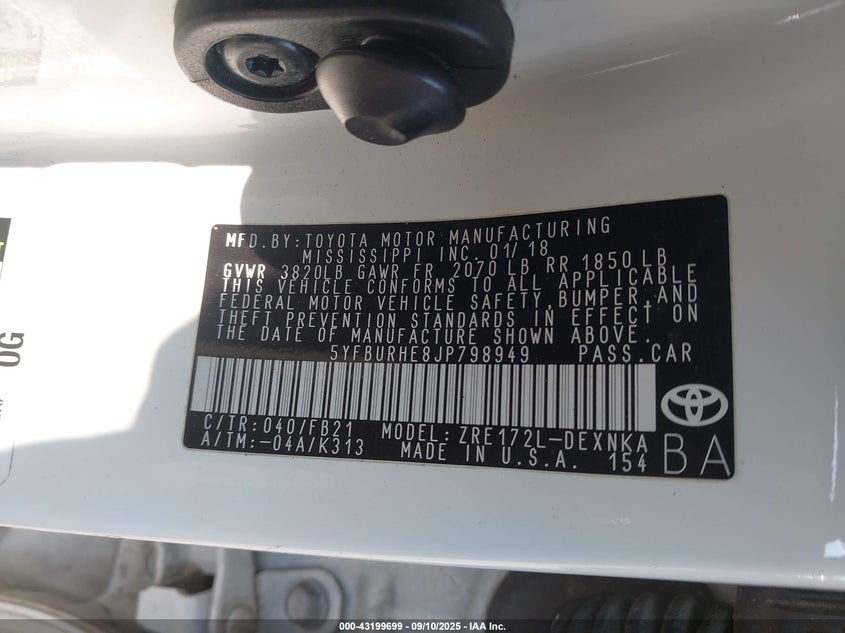 MFD.BY:TOYOTA MOTOR MANUFACTURING
MISSISSIPPI INC. 01/18
GVWR 3820LB GAWR FR 2070 LB RR 1850 LB
THIS VEHICLE CONFORMS TO ALL APPLICABLE
FEDERAL MOTOR VEHICLE SAFETY,BUMPER,AND
THEFT PREVENTION STANDARDS IN EFFECT ON
THE DATE OF MANUFACTURE SHOWN ABOVE.
5YFBURHE8JP798949 PASS.CAR
C/TR:040/FB21 MODEL:ZRE172L-DEXNKA
A/TM:-04A/K313 MADE IN U.S.A. 154
BA
OG
000-43199699 - 09/10/2025 - IAA Inc.